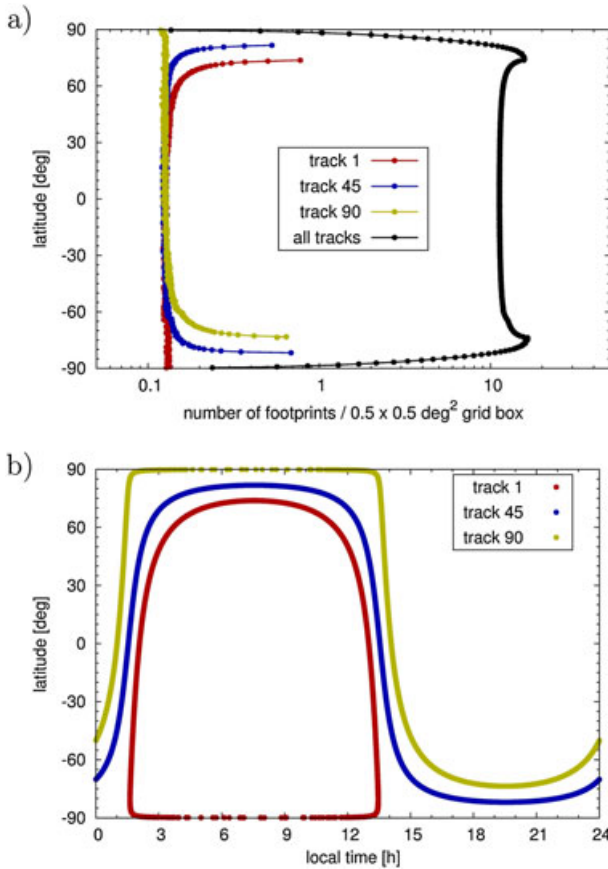 a)
90
60
30
0
-30
-60
-90
latitude [deg]
track 1
track 45
track 90
all tracks
0.1 1 10
number of footprints / 0.5 x 0.5 deg² grid box
b)
90
60
30
0
-30
-60
-90
latitude [deg]
track 1
track 45
track 90
0 3 6 9 12 15 18 21 24
local time [h]